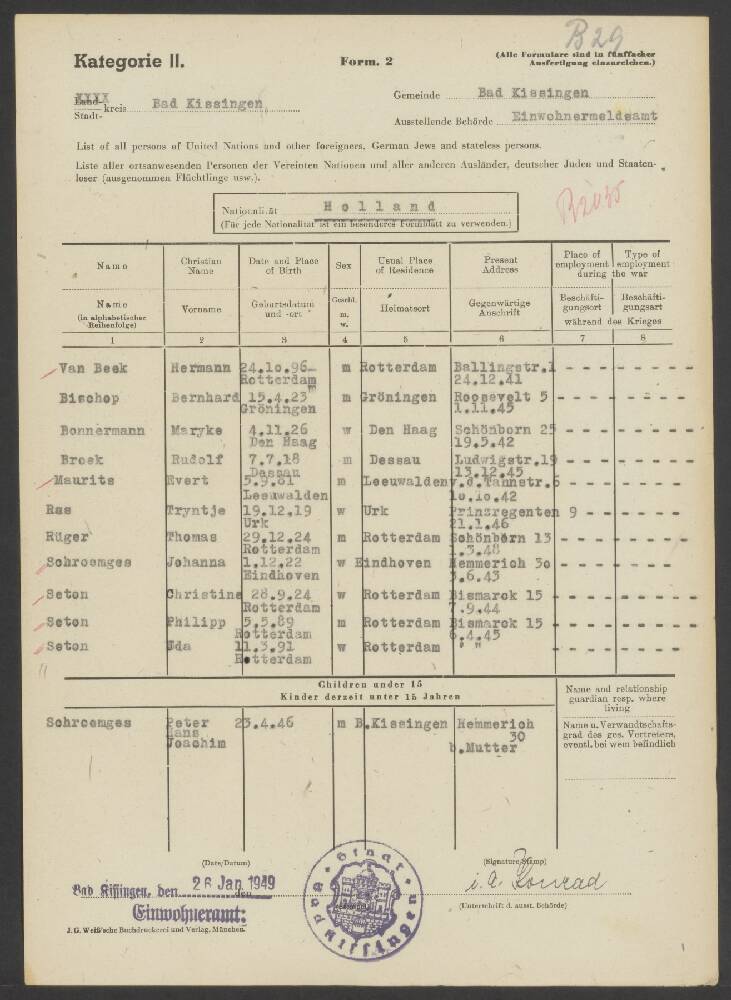 B29
Kategorie II.
Form. 2
(Alle Formulare sind in fünffacher
Ausfertigung einzureichen.)
Land-
Stadt- kreis Bad Kissingen
Gemeinde Bad Kissingen
Ausstellende Behörde Einwohnermeldeamt
List of all persons of United Nations and other foreigners, German Jews and stateless persons.
Liste aller ortsanwesenden Personen der Vereinten Nationen und aller anderen Ausländer, deutscher Juden und Staaten-
loser (ausgenommen Flüchtlinge usw.).
Nationalität Holland
(Für jede Nationalität ist ein besonderes Formblatt zu verwenden.)
Name Christian Name Date and Place of Birth Sex Usual Place of Residence Present Address Place of employment Type of employment during the war
Name (in alphabetischer Reihenfolge) Vorname Geburtsdatum und -ort Geschl. m. w. Heimatsort Gegenwärtige Anschrift Beschäfti-gungsort Beschäfti-gungsart während des Krieges
1 2 3 4 5 6 7 8
Van Beek Hermann 24.10.96 m Rotterdam Ballingstr.1 - - - - - - - -
Rotterdam 24.12.41
Bischop Bernhard 15.4.23 m Gröningen Roosevelt 5 - - - - - - - -
Gröningen 1.11.45
Bonnermann Maryke 4.11.26 w Den Haag Schönborn 25 - - - - - - - -
Den Haag 19.5.42
Broek Rudolf 7.7.18 m Dessau Ludwigstr.19 - - - - - - - -
Dessau 13.12.45
Maurits Evert 5.9.81 m Leeuwalden v.d.Tannstr.6 - - - - - - - -
Leeuwalden 10.10.42
Ras Tryntje 19.12.19 w Urk Prinzregenten 9 - - - - - - -
Urk 21.1.46
Rüger Thomas 29.12.24 m Rotterdam Schönborn 13 - - - - - - - -
Rotterdam 1.3.48
Schroemges Johanna 1.12.22 w Eindhoven Hemmerich 30 - - - - - - -
Eindhoven 3.6.43
Seton Christine 28.9.24 w Rotterdam Bismarck 15 - - - - - - - -
Rotterdam 7.9.44
Seton Philipp 5.5.89 m Rotterdam Bismarck 15 - - - - - - - -
Rotterdam 6.4.45
Seton Uda 11.3.91 w Rotterdam " " - - - - - - - -
Rotterdam
Children under 15
Kinder derzeit unter 15 Jahren
Name and relationship
guardian resp. where
living
Name u. Verwandtschafts-
grad des ges. Vertreters,
eventl. bei wem befindlich
Schroemges Peter 23.4.46 m B.Kissingen Hemmerich
Hans 30
Joachim b.Mutter
(Date/Datum)
Bad Kissingen, den 26 Jan 1949
Einwohneramt:
J. G. Weiß'sche Buchdruckerei und Verlag, München.
Stadt Bad Kissingen
(Signature/Stamp)
i.A. Konrad
(Unterschrift d. ausst. Behörde)